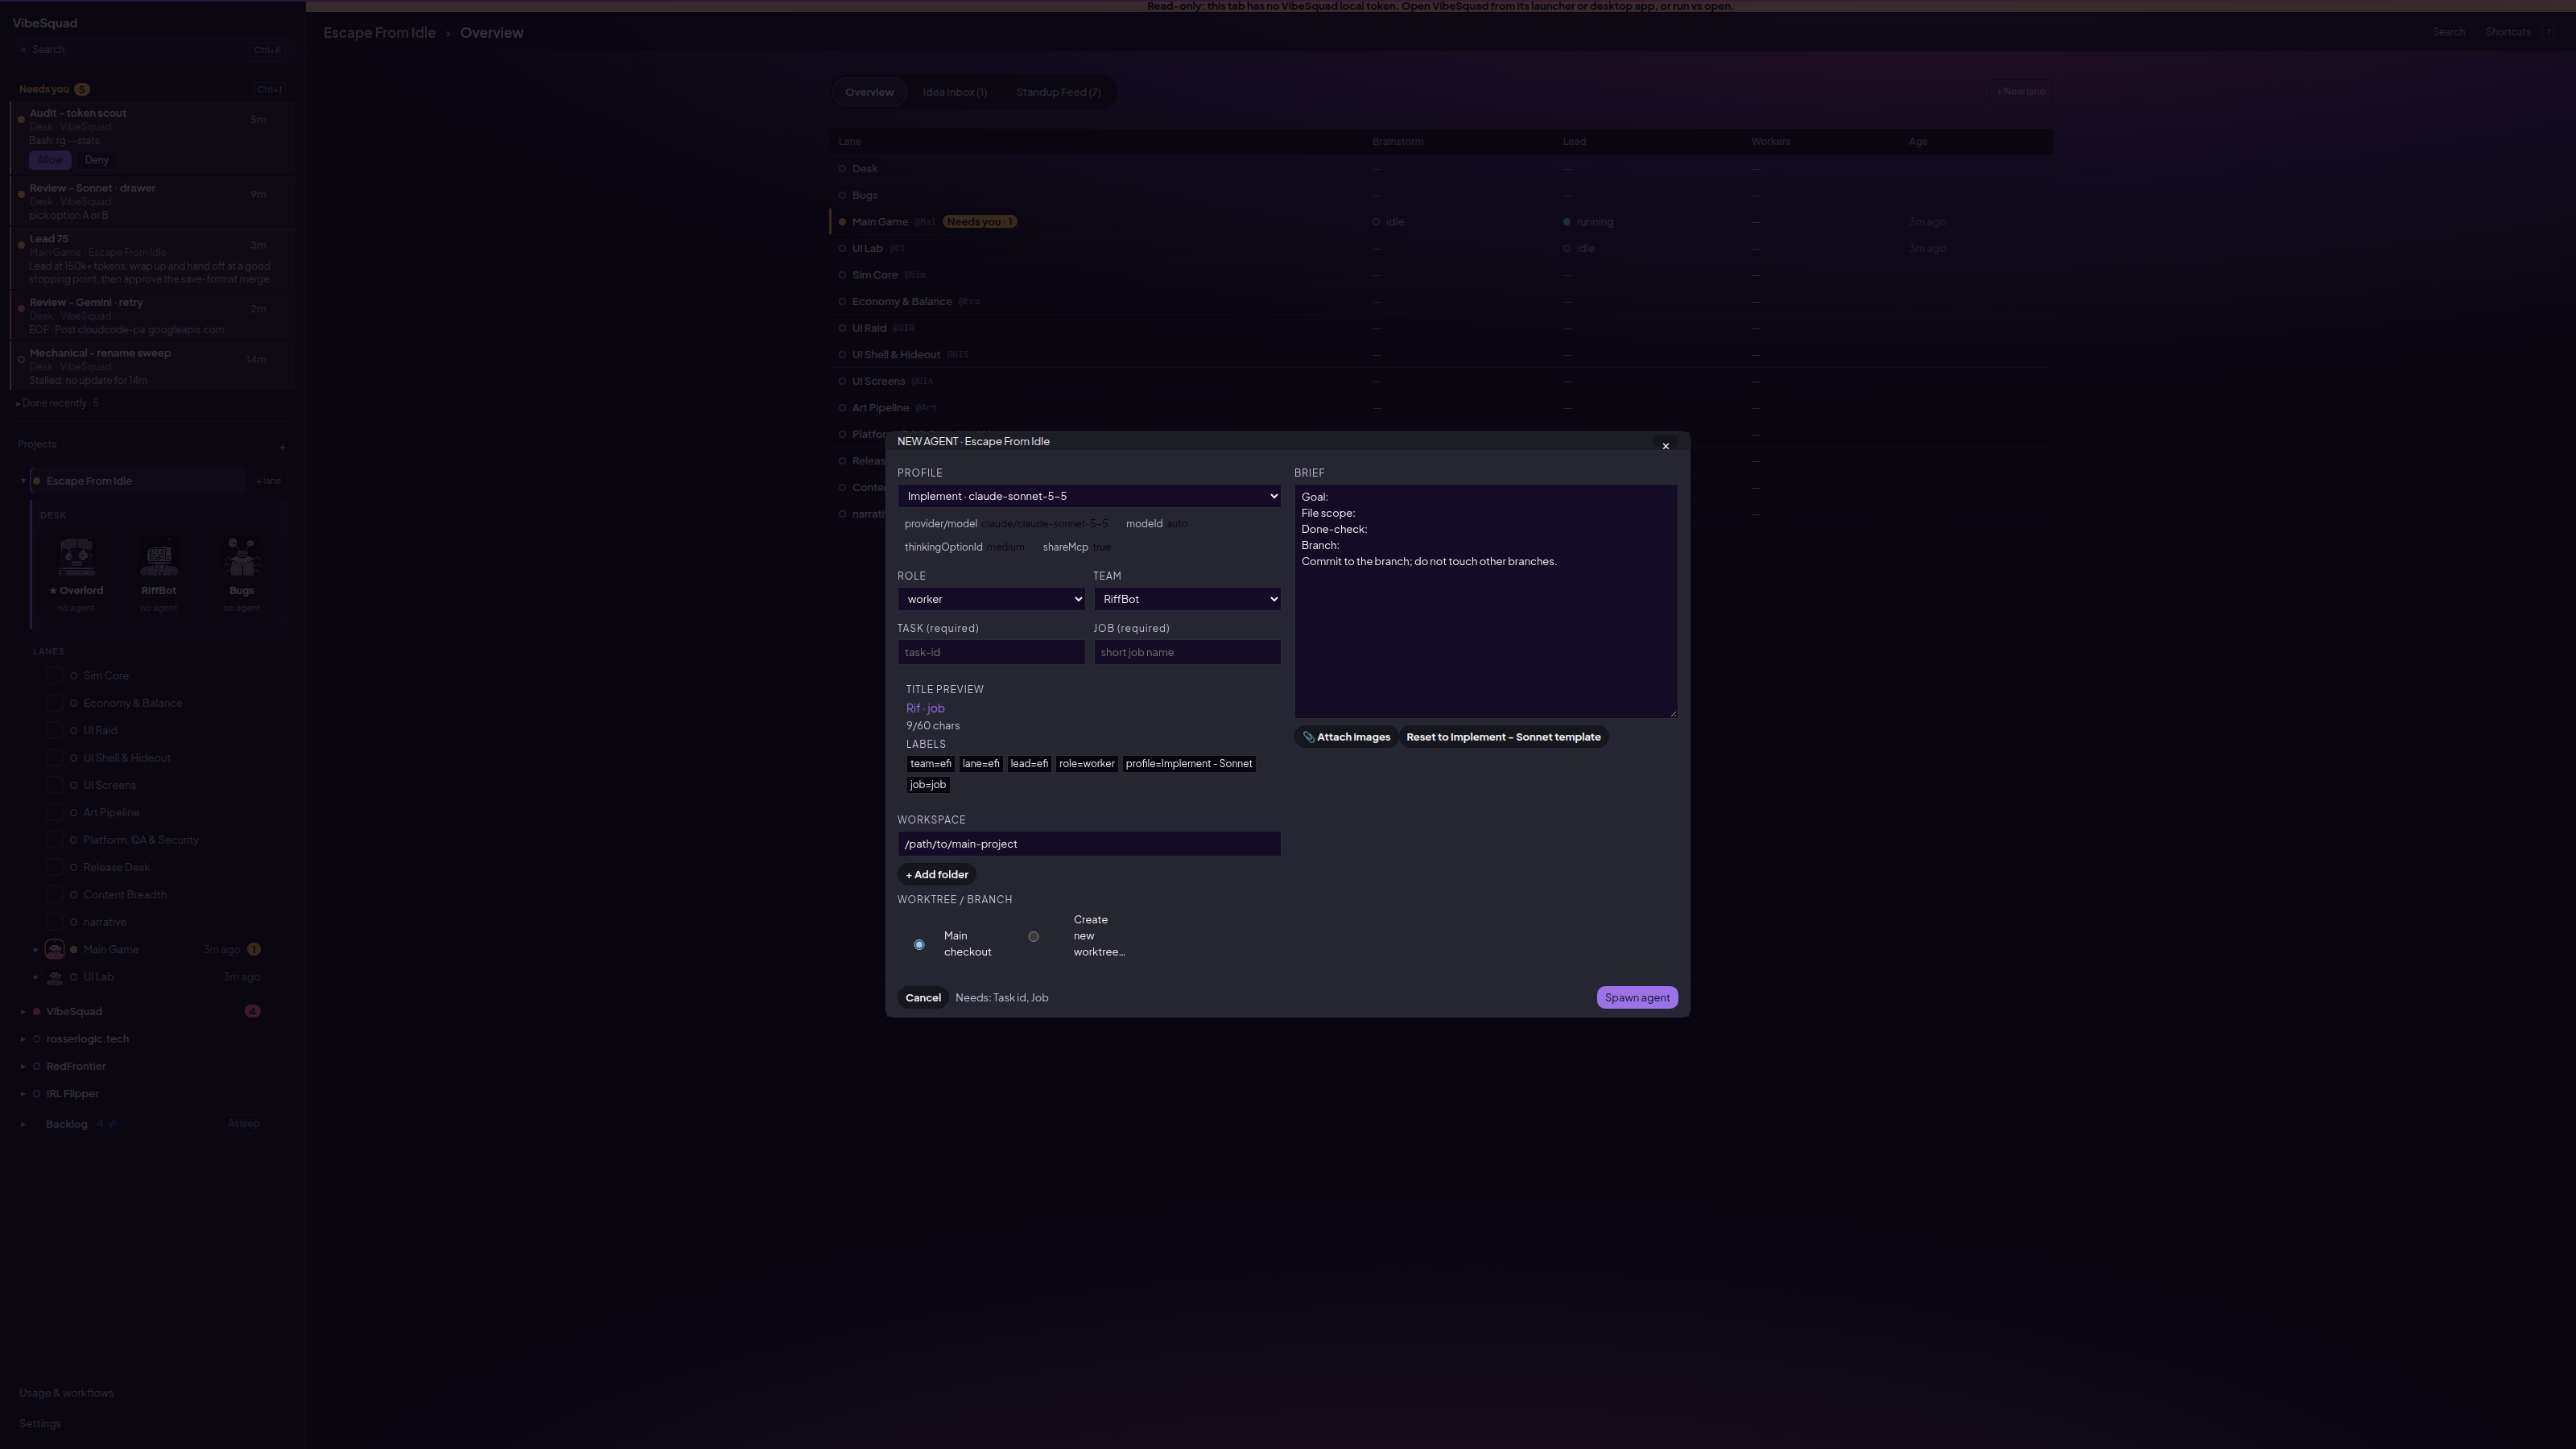 VibeSquad
Search Ctrl+K
Needs you 5 Ctrl+J
Audit - token scout 5m
Desk · VibeSquad
Bash: rg --stats
Allow Deny
Review - Sonnet · drawer 9m
Desk · VibeSquad
pick option A or B
Lead 75 3m
Main Game · Escape From Idle
Lead at 150k+ tokens: wrap up and hand off at a good
stopping point, then approve the save-format merge
Review - Gemini · retry 2m
Desk · VibeSquad
EOF · Post cloudcode-pa.googleapis.com
Mechanical - rename sweep 14m
Desk · VibeSquad
Stalled: no update for 14m
▸ Done recently · 5
Projects +
Escape From Idle + lane
DESK
★ Overlord RiffBot Bugs
no agent no agent no agent
LANES
Sim Core
Economy & Balance
UI Raid
UI Shell & Hideout
UI Screens
Art Pipeline
Platform, QA & Security
Release Desk
Content Breadth
narrative
Main Game 3m ago 1
UI Lab 3m ago
VibeSquad 4
rosserlogic.tech
RedFrontier
IRL Flipper
Backlog · 4 Asleep
Usage & workflows
Settings
Read-only: this tab has no VibeSquad local token. Open VibeSquad from its launcher or desktop app, or run vs open.
Escape From Idle › Overview Search Shortcuts ?
Overview Idea Inbox (1) Standup Feed (7) + New lane
Lane Brainstorm Lead Workers Age
Desk — — —
Bugs — — —
Main Game @Mai Needs you · 1 idle running — 3m ago
UI Lab @UI — idle — 3m ago
Sim Core @Sim — — —
Economy & Balance @Eco — — —
UI Raid @UIR — — —
UI Shell & Hideout @UIS — — —
UI Screens @UIA — — —
Art Pipeline @Art — — —
NEW AGENT · Escape From Idle ×
PROFILE
Implement · claude-sonnet-5-5
provider/model claude/claude-sonnet-5-5 modeId auto
thinkingOptionId medium shareMcp true
ROLE TEAM
worker RiffBot
TASK (required) JOB (required)
task-id short job name
TITLE PREVIEW
Rif · job
9/60 chars
LABELS
team=efi lane=efi lead=efi role=worker profile=Implement - Sonnet
job=job
WORKSPACE
/path/to/main-project
+ Add folder
WORKTREE / BRANCH
Main checkout
Create new worktree…
BRIEF
Goal:
File scope:
Done-check:
Branch:
Commit to the branch; do not touch other branches.
Attach images Reset to Implement - Sonnet template
Cancel Needs: Task id, Job Spawn agent